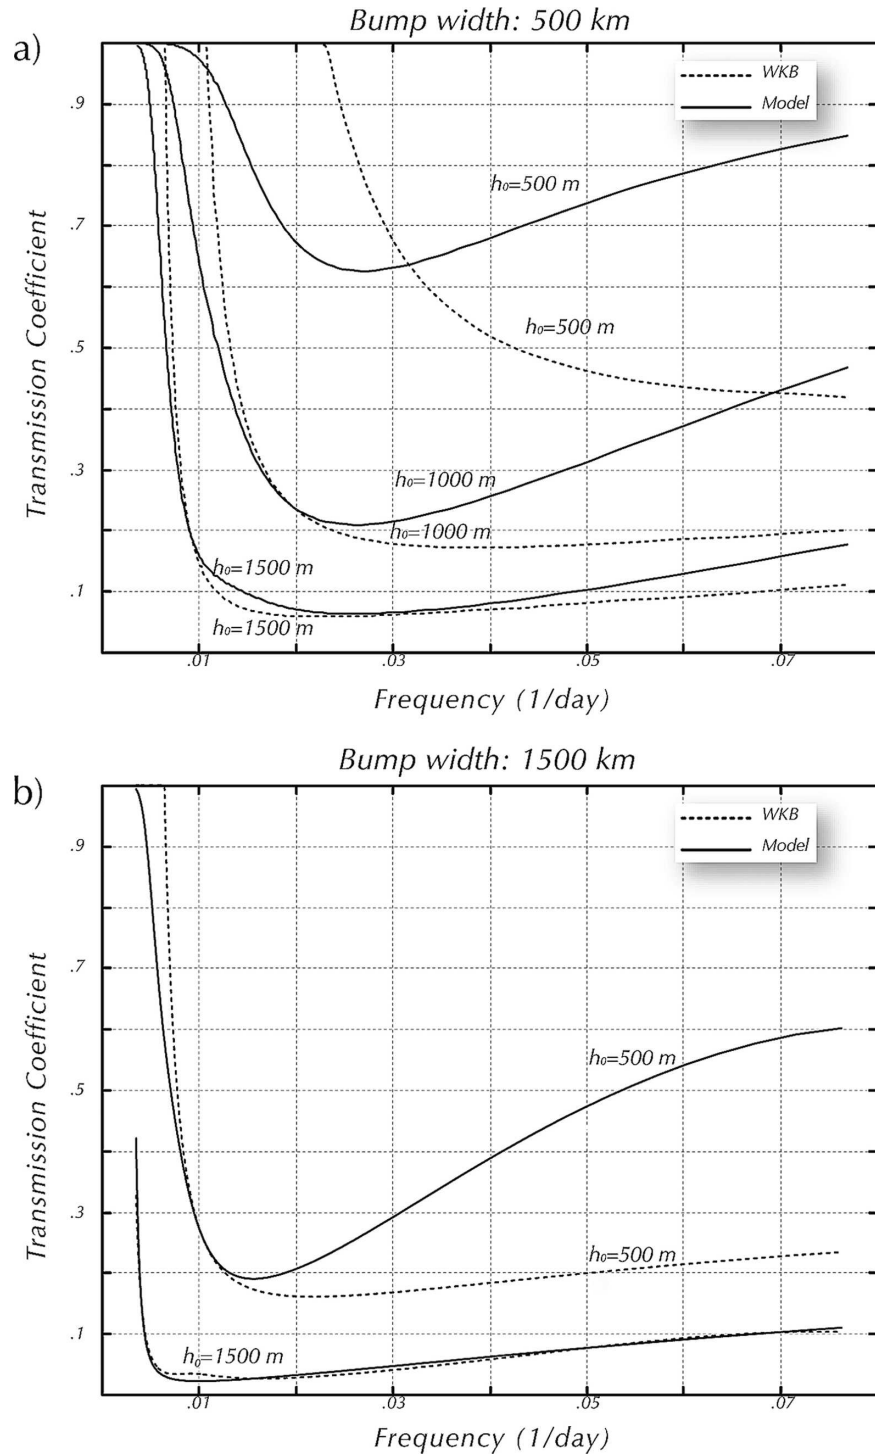 Bump width: 500 km
a)
WKB
Model
.9
h₀=500 m
.7
h₀=500 m
.5
Transmission Coefficient
h₀=1000 m
.3
h₀=1000 m
h₀=1500 m
.1
h₀=1500 m
.01 .03 .05 .07
Frequency (1/day)
Bump width: 1500 km
b)
WKB
Model
.9
.7
h₀=500 m
.5
Transmission Coefficient
.3
h₀=500 m
.1
h₀=1500 m
.01 .03 .05 .07
Frequency (1/day)